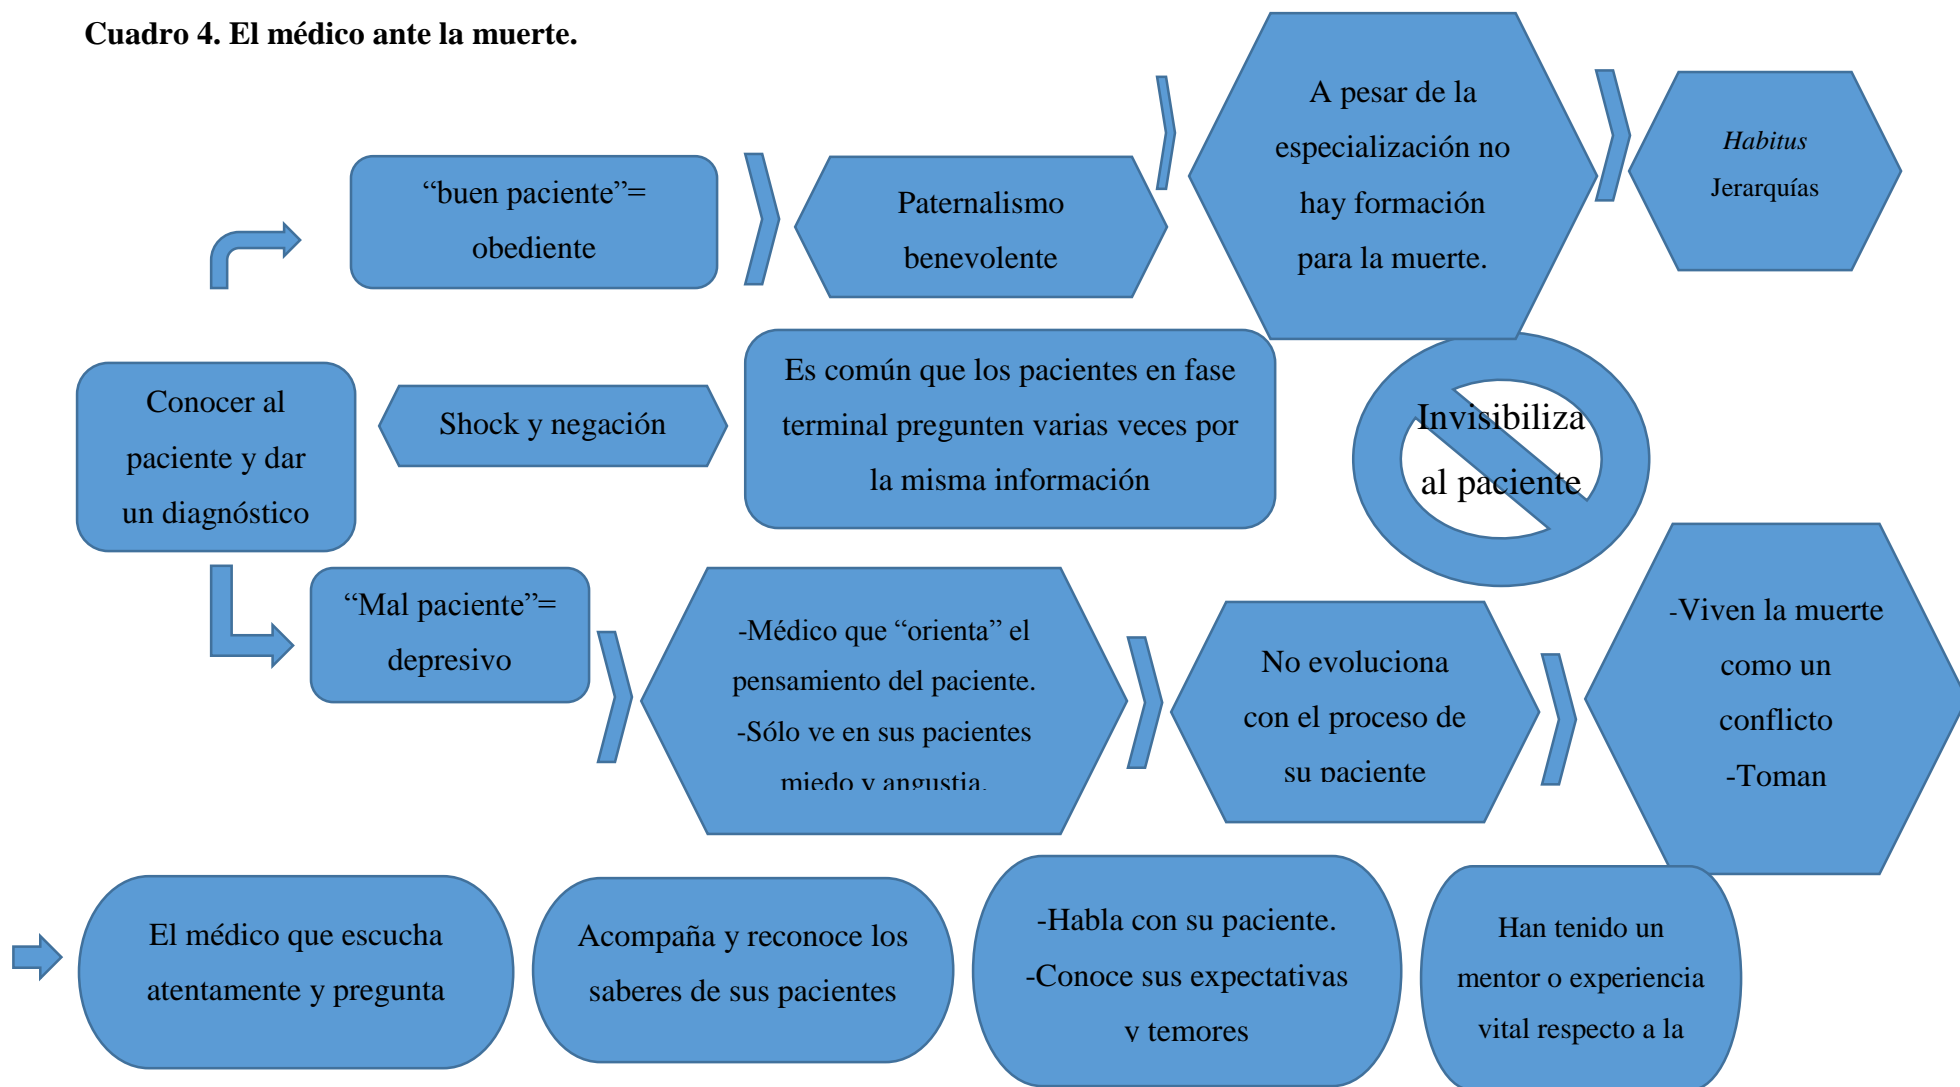 Cuadro 4. El médico ante la muerte.
“buen paciente”=
obediente
Paternalismo
benevolente
A pesar de la
especialización no
hay formación
para la muerte.
Habitus
Jerarquías
Conocer al
paciente y dar
un diagnóstico
Shock y negación
Es común que los pacientes en fase
terminal pregunten varias veces por
la misma información
Invisibiliza
al paciente
“Mal paciente”=
depresivo
-Médico que “orienta” el
pensamiento del paciente.
-Sólo ve en sus pacientes
miedo y angustia.
No evoluciona
con el proceso de
su paciente
-Viven la muerte
como un
conflicto
-Toman
El médico que escucha
atentamente y pregunta
Acompaña y reconoce los
saberes de sus pacientes
-Habla con su paciente.
-Conoce sus expectativas
y temores
Han tenido un
mentor o experiencia
vital respecto a la